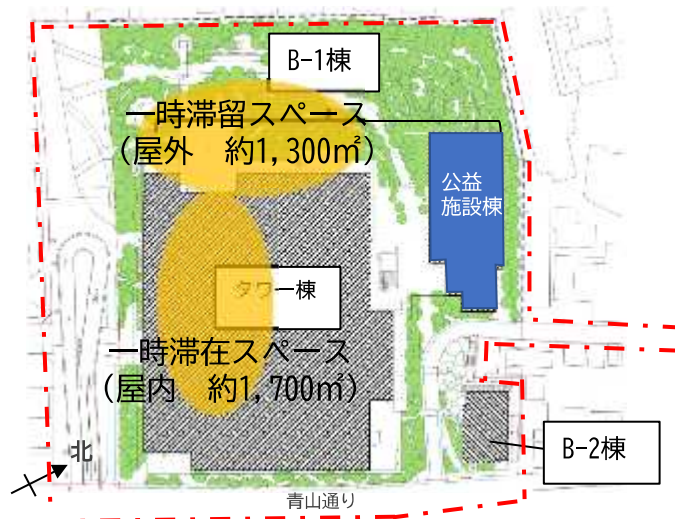 B-1棟
一時滞留スペース
（屋外　約1,300㎡）
公益
施設棟
タワー棟
一時滞在スペース
（屋内　約1,700㎡）
北
B-2棟
青山通り